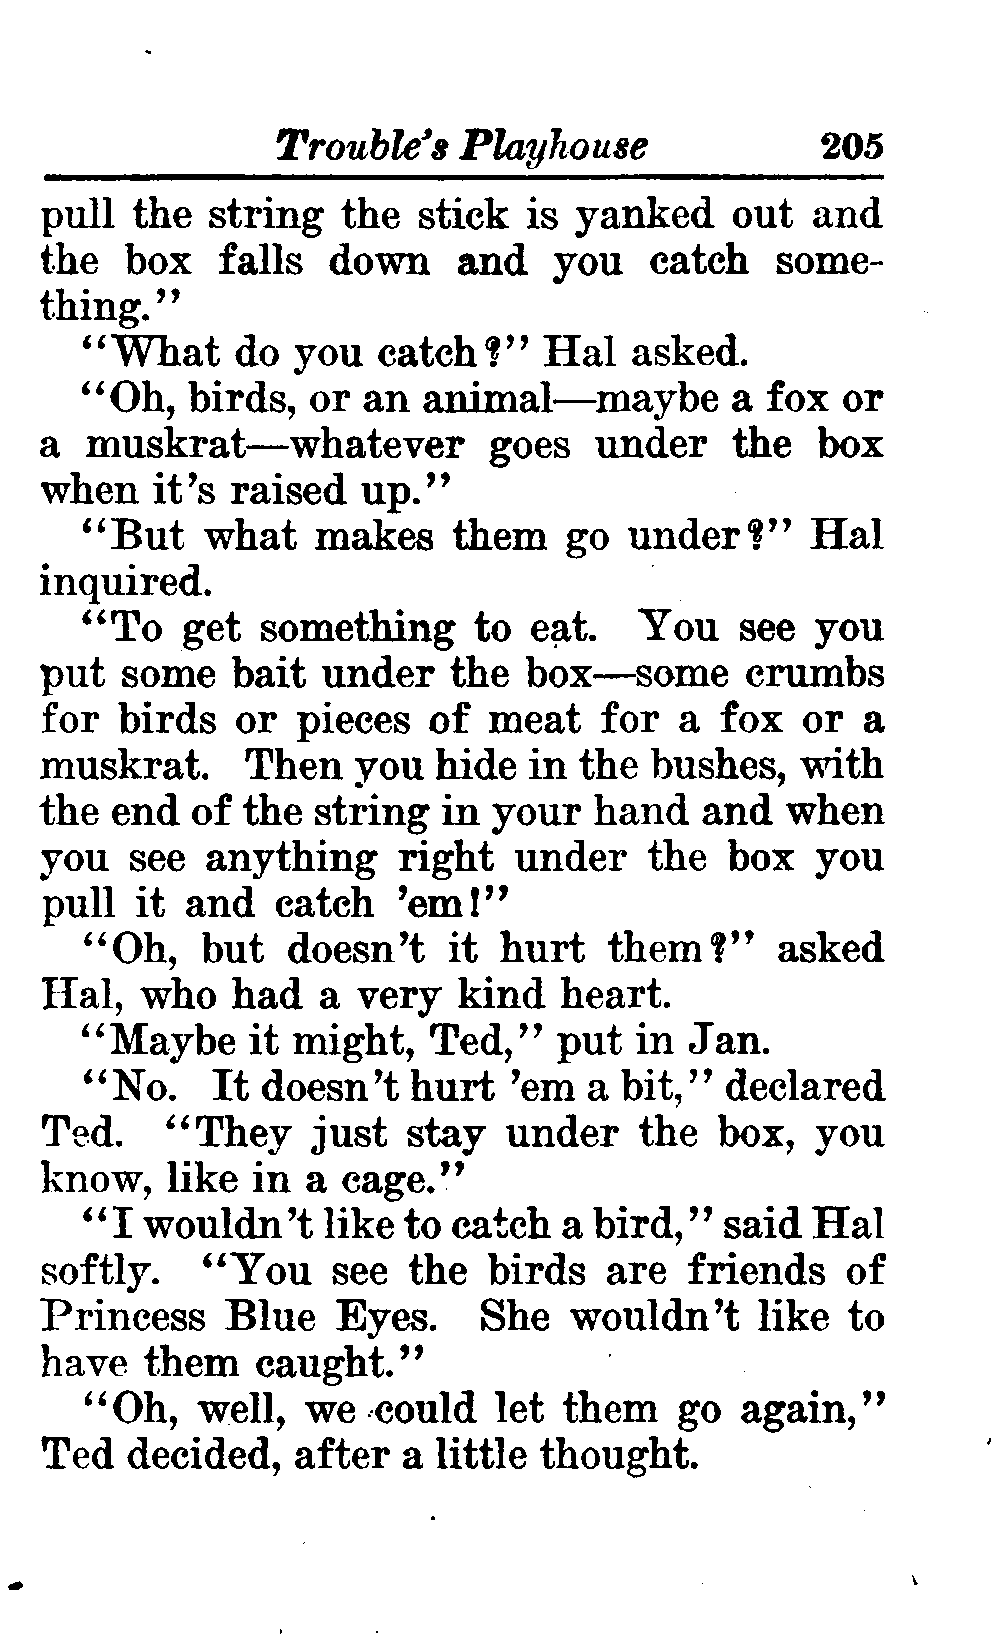 Trouble's Playhouse 205
pull the string the stick is yanked out and
the box falls down and you catch some-
thing."
"What do you catch?" Hal asked.
"Oh, birds, or an animal—maybe a fox or
a muskrat—whatever goes under the box
when it's raised up."
"But what makes them go under?" Hal
inquired.
"To get something to eat. You see you
put some bait under the box—some crumbs
for birds or pieces of meat for a fox or a
muskrat. Then you hide in the bushes, with
the end of the string in your hand and when
you see anything right under the box you
pull it and catch 'em!"
"Oh, but doesn't it hurt them?" asked
Hal, who had a very kind heart.
"Maybe it might, Ted," put in Jan.
"No. It doesn't hurt 'em a bit," declared
Ted. "They just stay under the box, you
know, like in a cage."
"I wouldn't like to catch a bird," said Hal
softly. "You see the birds are friends of
Princess Blue Eyes. She wouldn't like to
have them caught."
"Oh, well, we could let them go again,"
Ted decided, after a little thought.